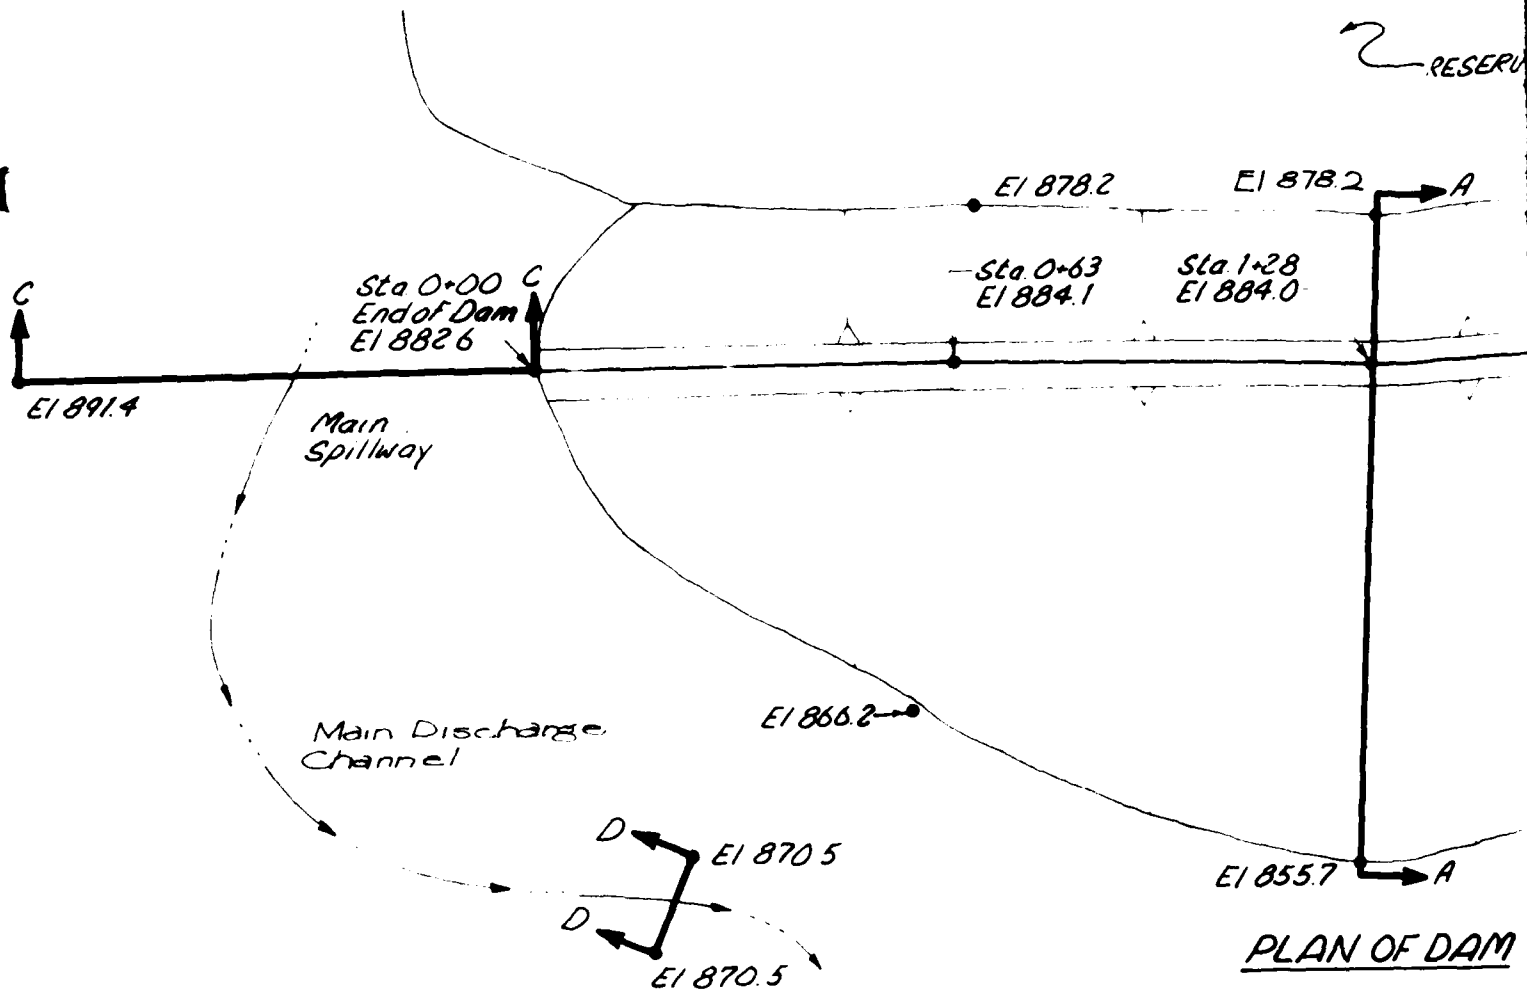 RESERV
El 878.2
El 878.2
A
C
Sta. 0+00
End of Dam
El 882.6
C
Sta. 0+63
El 884.1
Sta. 1+28
El 884.0
El 891.4
Main
Spillway
El 866.2
Main Discharge
Channel
D
El 870.5
El 855.7
A
D
El 870.5
PLAN OF DAM